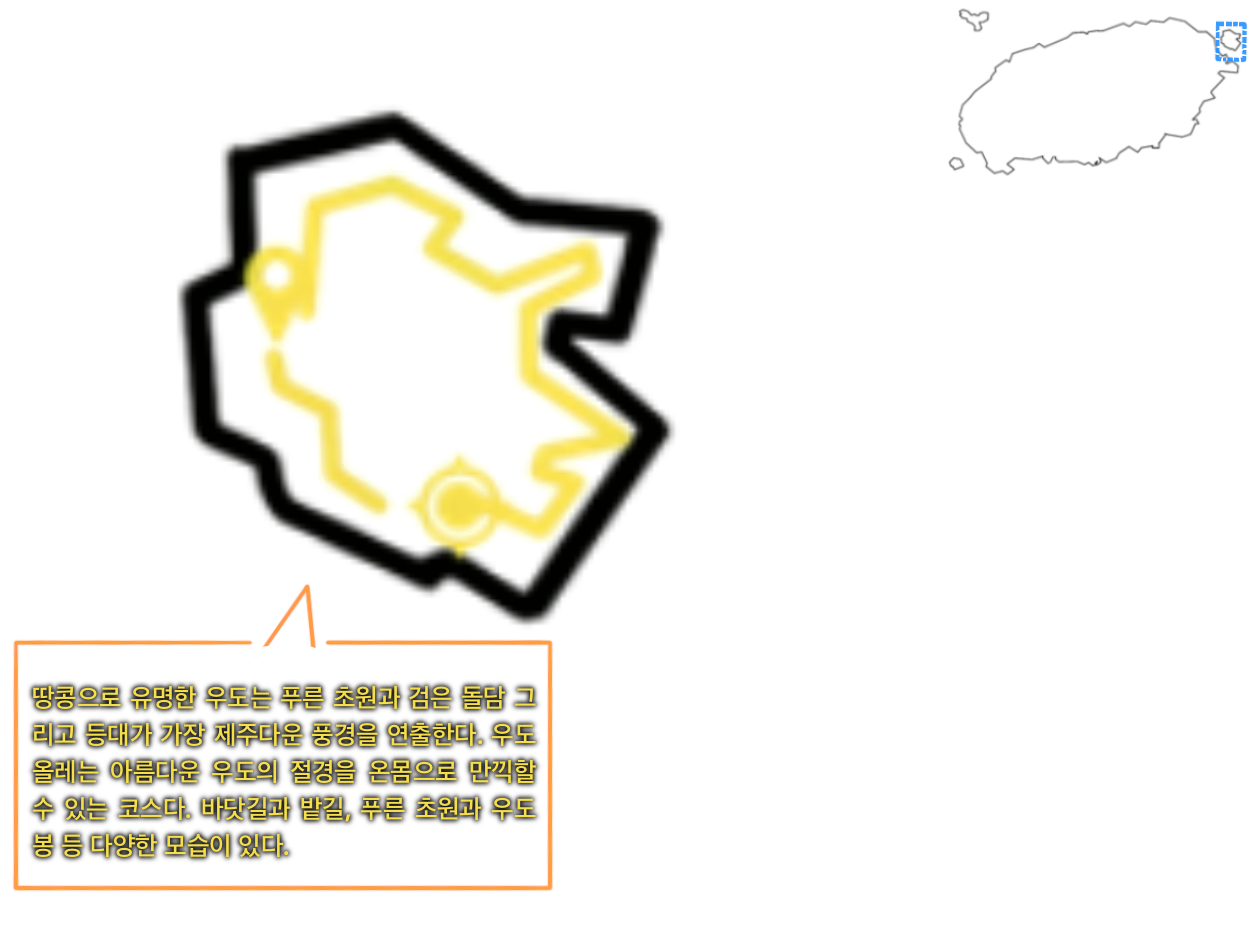 땅콩으로 유명한 우도는 푸른 초원과 검은 돌담 그
리고 등대가 가장 제주다운 풍경을 연출한다. 우도
올레는 아름다운 우도의 절경을 온몸으로 만끽할
수 있는 코스다. 바닷길과 밭길, 푸른 초원과 우도
봉 등 다양한 모습이 있다.